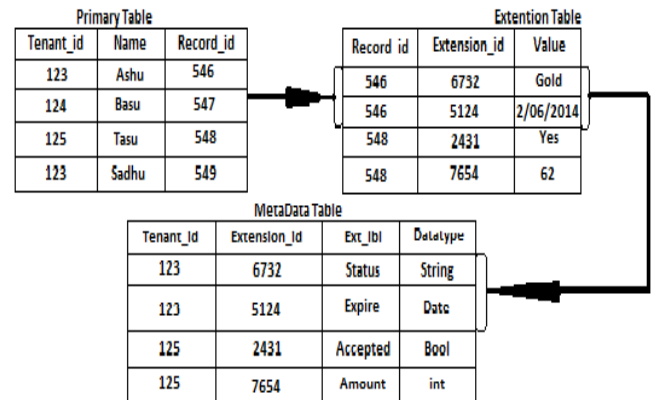 Primary Table
Tenant_id Name Record_id
123 Ashu 546
124 Basu 547
125 Tasu 548
123 Sadhu 549
Extention Table
Record id Extension_id Value
546 6732 Gold
546 5124 2/06/2014
548 2431 Yes
548 7654 62
MetaData Table
Tenant_Id Extension_Id Ext_lbl Datatype
123 6732 Status String
123 5124 Expire Date
125 2431 Accepted Bool
125 7654 Amount int